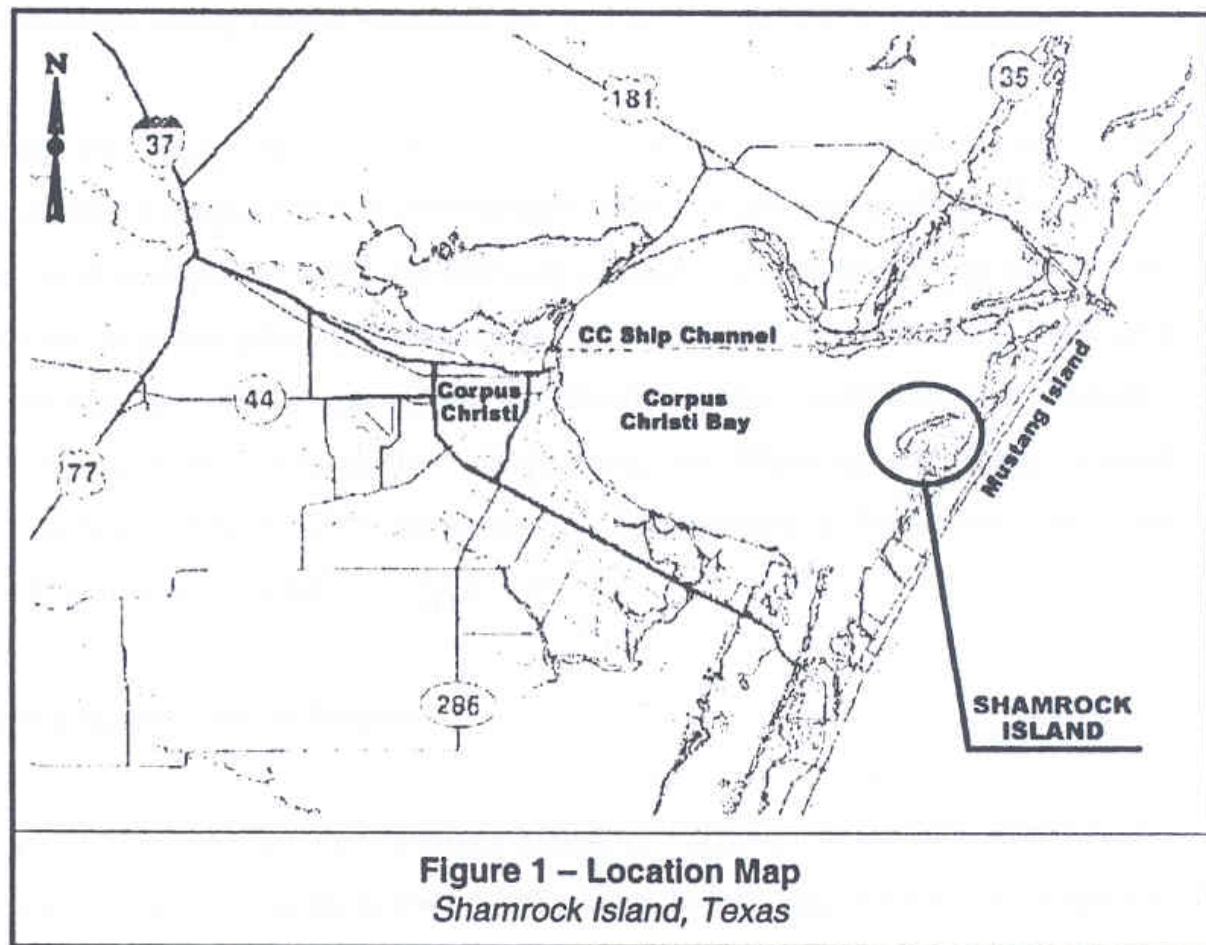 N
37
181
35
CC Ship Channel
44
Corpus
Christi
Corpus
Christi Bay
Mustang Island
77
286
SHAMROCK
ISLAND
Figure 1 – Location Map
Shamrock Island, Texas